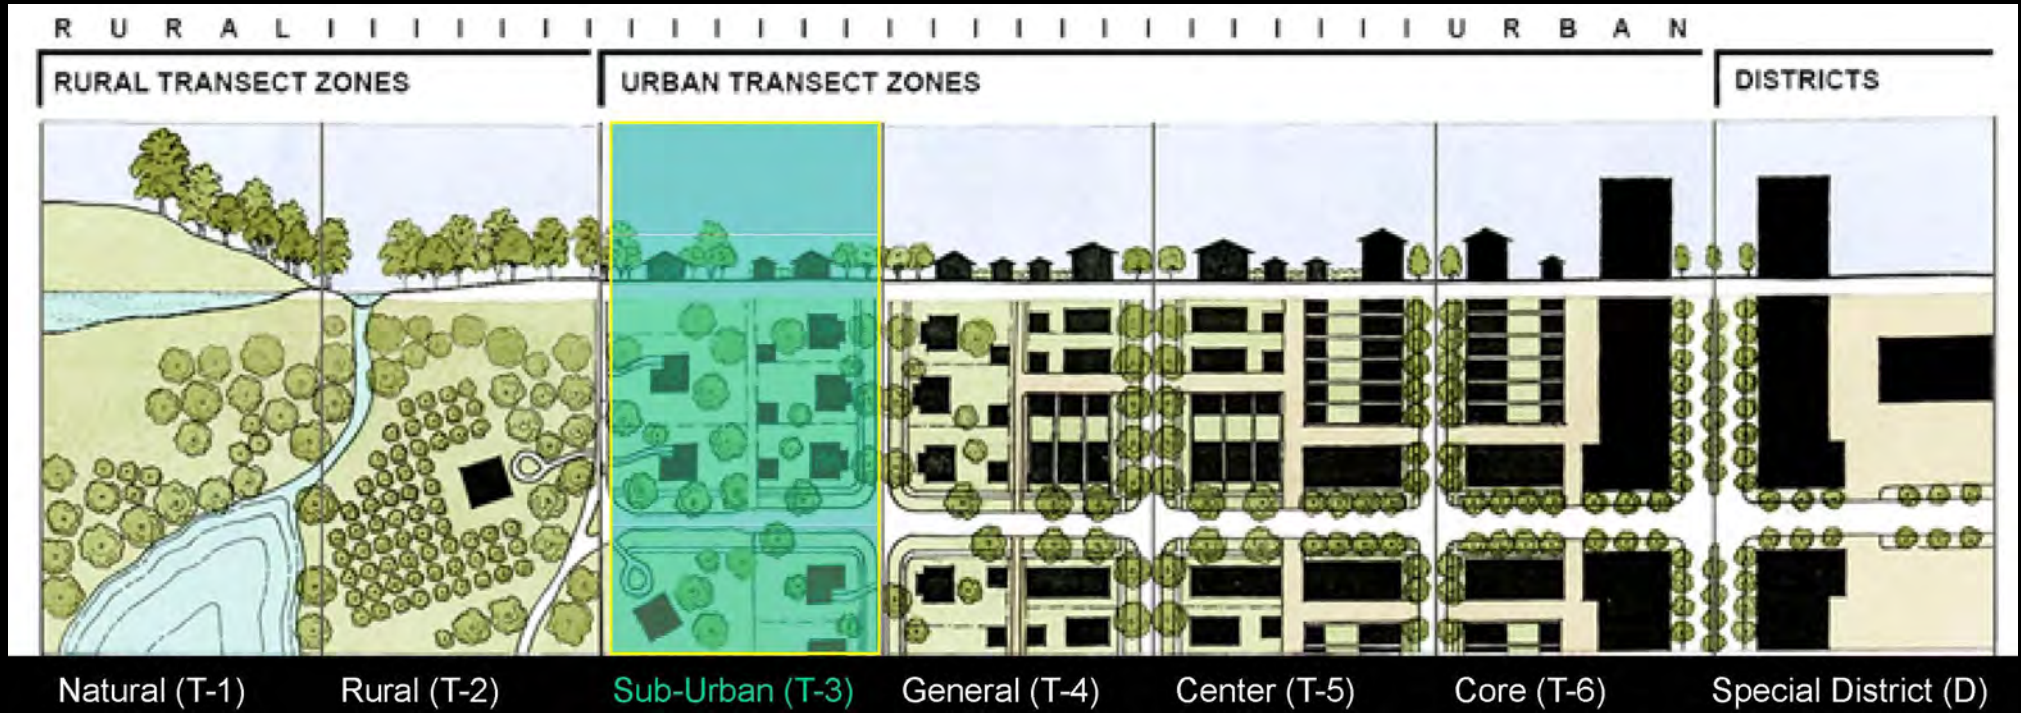 R U R A L I I I I I I I I I I I I I I I I I I I I I I I I I I U R B A N
RURAL TRANSECT ZONES URBAN TRANSECT ZONES DISTRICTS
Natural (T-1) Rural (T-2) Sub-Urban (T-3) General (T-4) Center (T-5) Core (T-6) Special District (D)